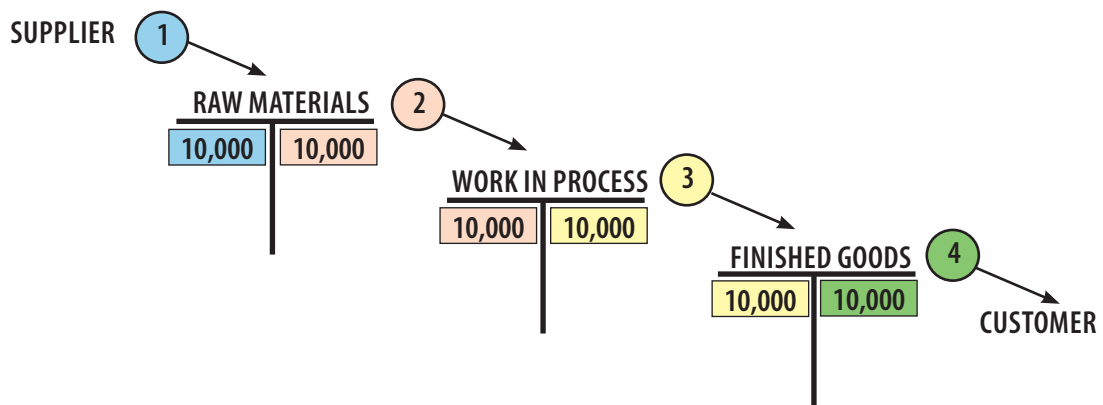 SUPPLIER 1
RAW MATERIALS 2
10,000 10,000
WORK IN PROCESS 3
10,000 10,000
FINISHED GOODS 4
10,000 10,000
CUSTOMER